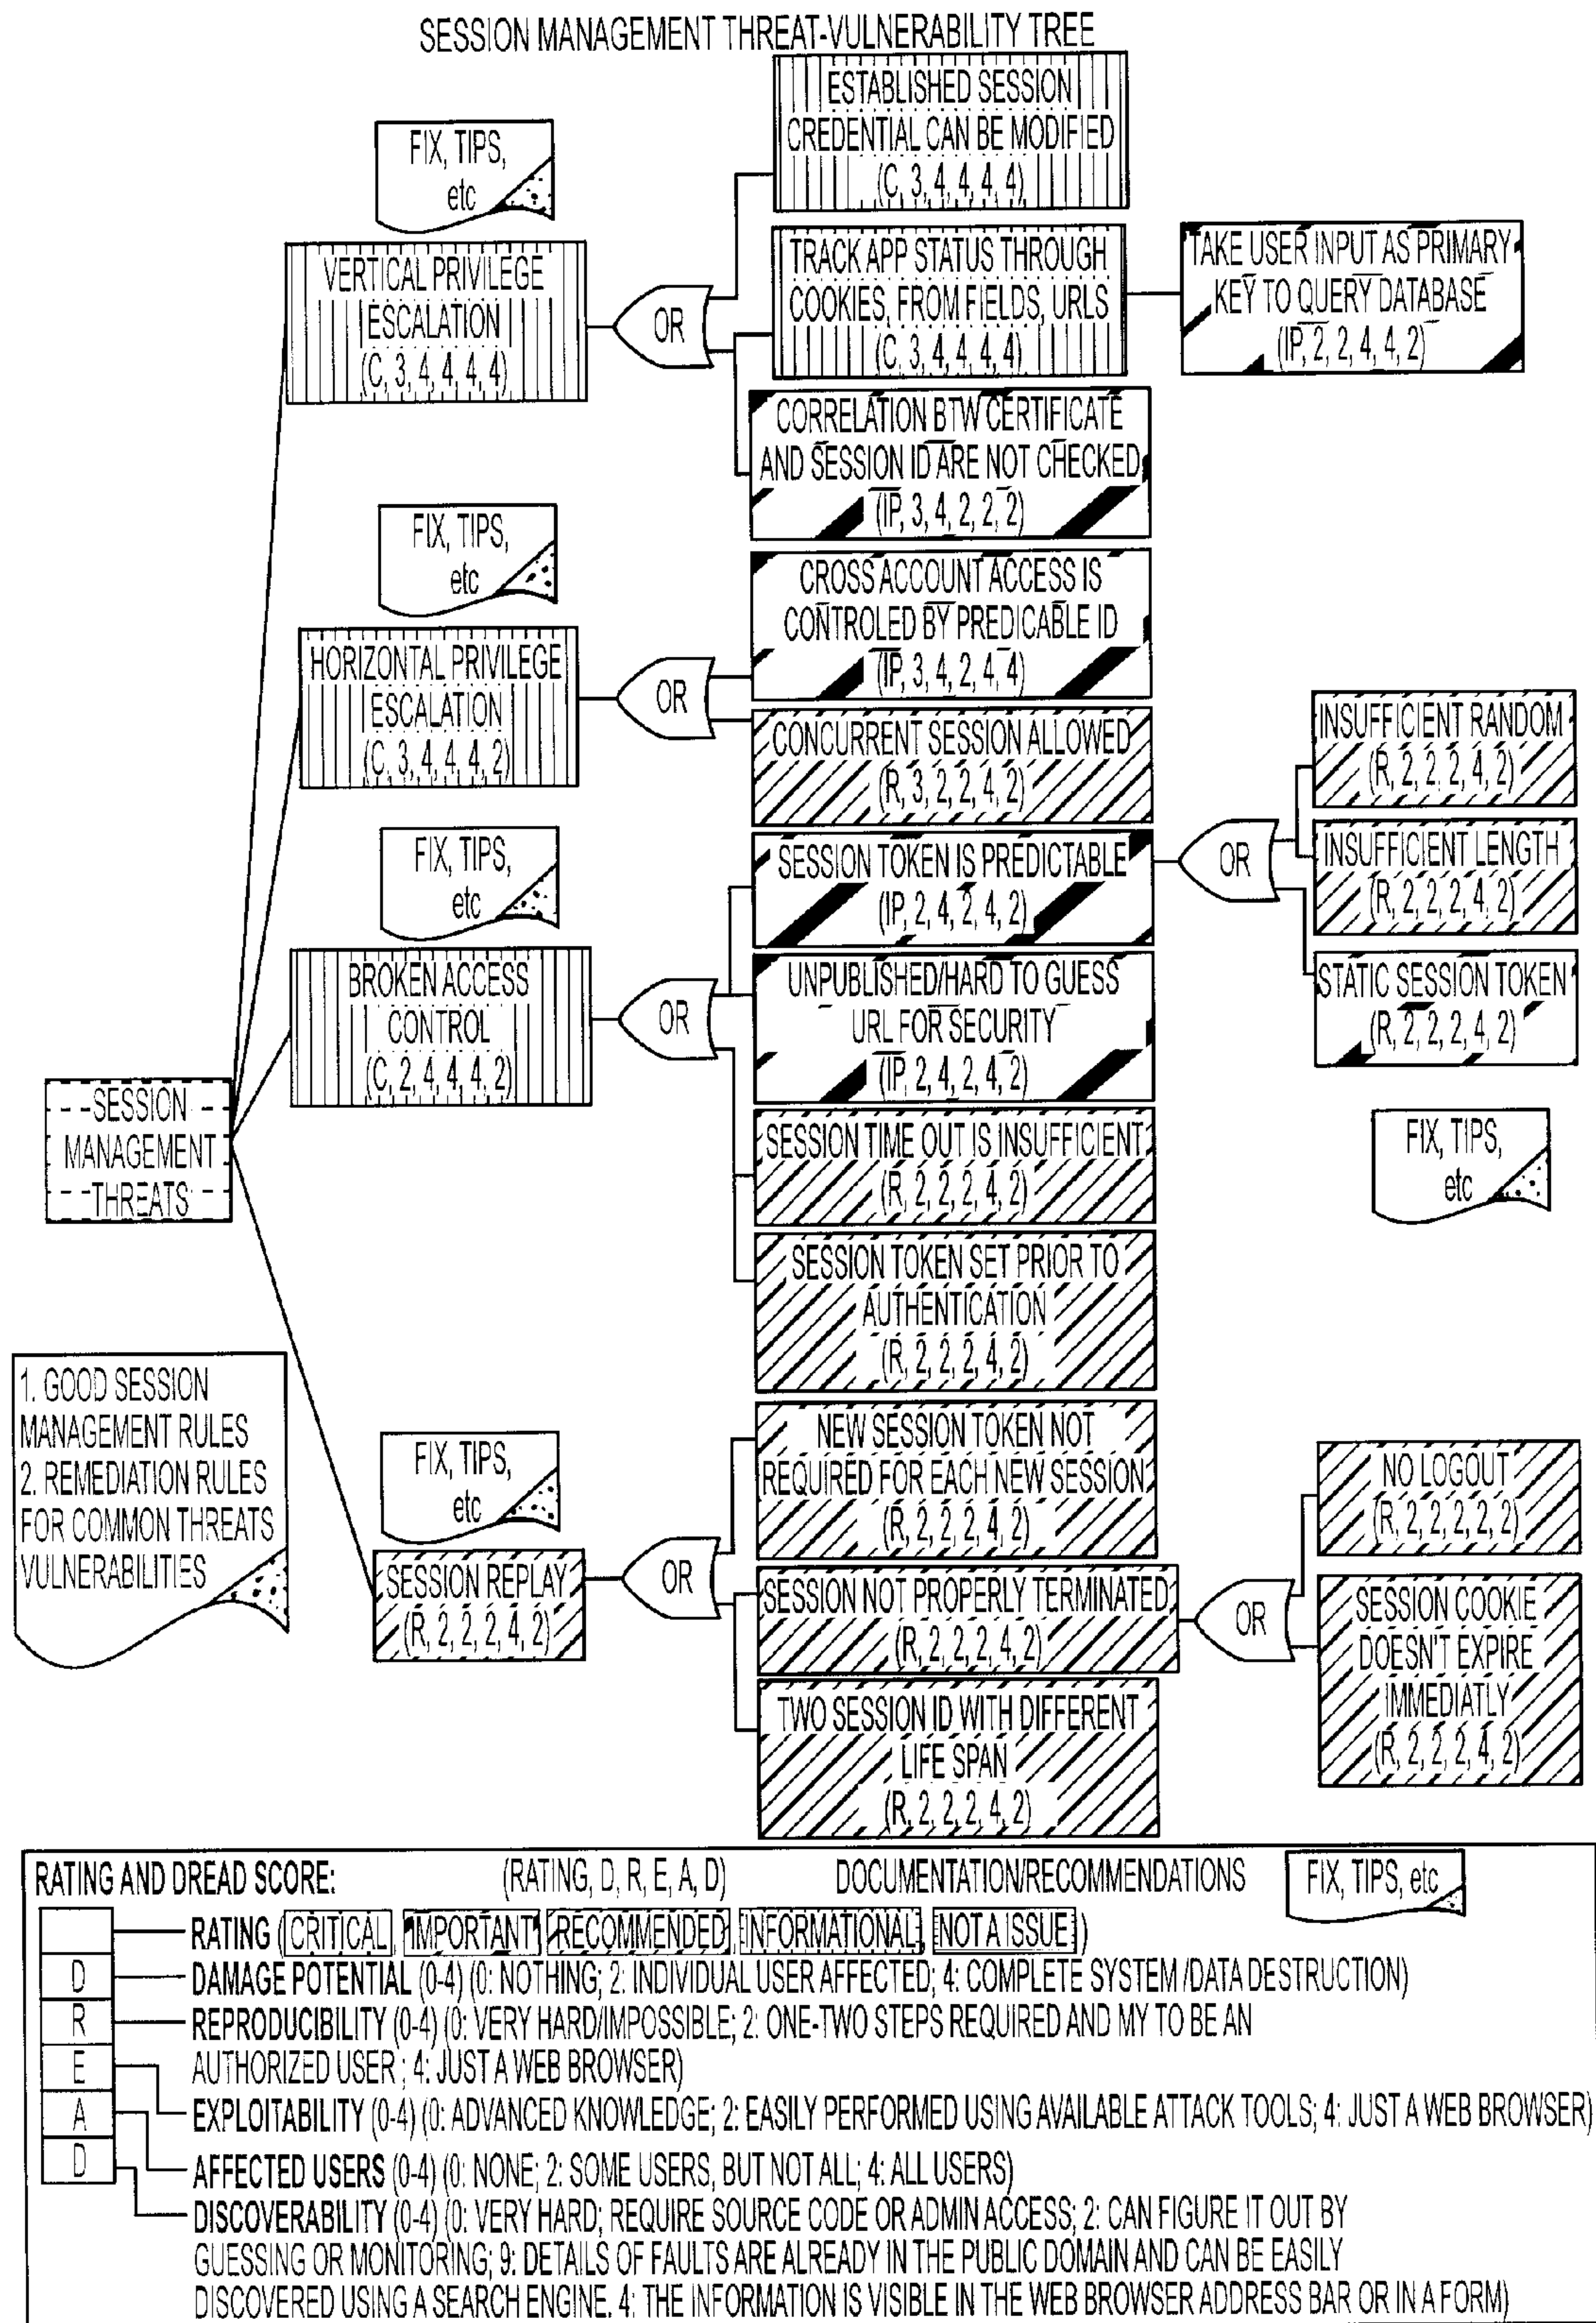 SESSION MANAGEMENT THREAT-VULNERABILITY TREE
ESTABLISHED SESSION
CREDENTIAL CAN BE MODIFIED
(C, 3, 4, 4, 4, 4)
FIX, TIPS,
etc
VERTICAL PRIVILEGE
ESCALATION
(C, 3, 4, 4, 4, 4)
OR
TRACK APP STATUS THROUGH
COOKIES, FROM FIELDS, URLS
(C, 3, 4, 4, 4, 4)
TAKE USER INPUT AS PRIMARY
KEY TO QUERY DATABASE
(IP, 2, 2, 4, 4, 2)
CORRELATION BTW CERTIFICATE
AND SESSION ID ARE NOT CHECKED
(IP, 3, 4, 2, 2, 2)
FIX, TIPS,
etc
HORIZONTAL PRIVILEGE
ESCALATION
(C, 3, 4, 4, 4, 2)
OR
CROSS ACCOUNT ACCESS IS
CONTROLED BY PREDICABLE ID
(IP, 3, 4, 2, 4, 4)
CONCURRENT SESSION ALLOWED
(R, 3, 2, 2, 4, 2)
FIX, TIPS,
etc
BROKEN ACCESS
CONTROL
(C, 2, 4, 4, 4, 2)
OR
SESSION TOKEN IS PREDICTABLE
(IP, 2, 4, 2, 4, 2)
OR
INSUFFICIENT RANDOM
(R, 2, 2, 2, 4, 2)
INSUFFICIENT LENGTH
(R, 2, 2, 2, 4, 2)
STATIC SESSION TOKEN
(R, 2, 2, 2, 4, 2)
UNPUBLISHED/HARD TO GUESS
URL FOR SECURITY
(IP, 2, 4, 2, 4, 2)
SESSION TIME OUT IS INSUFFICIENT
(R, 2, 2, 2, 4, 2)
FIX, TIPS,
etc
SESSION TOKEN SET PRIOR TO
AUTHENTICATION
(R, 2, 2, 2, 4, 2)
SESSION
MANAGEMENT
THREATS
1. GOOD SESSION
MANAGEMENT RULES
2. REMEDIATION RULES
FOR COMMON THREATS
VULNERABILITIES
FIX, TIPS,
etc
SESSION REPLAY
(R, 2, 2, 2, 4, 2)
OR
NEW SESSION TOKEN NOT
REQUIRED FOR EACH NEW SESSION
(R, 2, 2, 2, 4, 2)
SESSION NOT PROPERLY TERMINATED
(R, 2, 2, 2, 4, 2)
OR
NO LOGOUT
(R, 2, 2, 2, 2, 2)
SESSION COOKIE
DOESN'T EXPIRE
IMMEDIATLY
(R, 2, 2, 2, 4, 2)
TWO SESSION ID WITH DIFFERENT
LIFE SPAN
(R, 2, 2, 2, 4, 2)
RATING AND DREAD SCORE: (RATING, D, R, E, A, D) DOCUMENTATION/RECOMMENDATIONS FIX, TIPS, etc
RATING (CRITICAL IMPORTANT RECOMMENDED, INFORMATIONAL, NOT A ISSUE)
D DAMAGE POTENTIAL (0-4) (0: NOTHING; 2: INDIVIDUAL USER AFFECTED; 4: COMPLETE SYSTEM /DATA DESTRUCTION)
R REPRODUCIBILITY (0-4) (0: VERY HARD/IMPOSSIBLE; 2: ONE-TWO STEPS REQUIRED AND MY TO BE AN
AUTHORIZED USER ; 4: JUST A WEB BROWSER)
E EXPLOITABILITY (0-4) (0: ADVANCED KNOWLEDGE; 2: EASILY PERFORMED USING AVAILABLE ATTACK TOOLS; 4: JUST A WEB BROWSER)
A AFFECTED USERS (0-4) (0: NONE; 2: SOME USERS, BUT NOT ALL; 4: ALL USERS)
D DISCOVERABILITY (0-4) (0: VERY HARD; REQUIRE SOURCE CODE OR ADMIN ACCESS; 2: CAN FIGURE IT OUT BY
GUESSING OR MONITORING; 9: DETAILS OF FAULTS ARE ALREADY IN THE PUBLIC DOMAIN AND CAN BE EASILY
DISCOVERED USING A SEARCH ENGINE. 4: THE INFORMATION IS VISIBLE IN THE WEB BROWSER ADDRESS BAR OR IN A FORM)